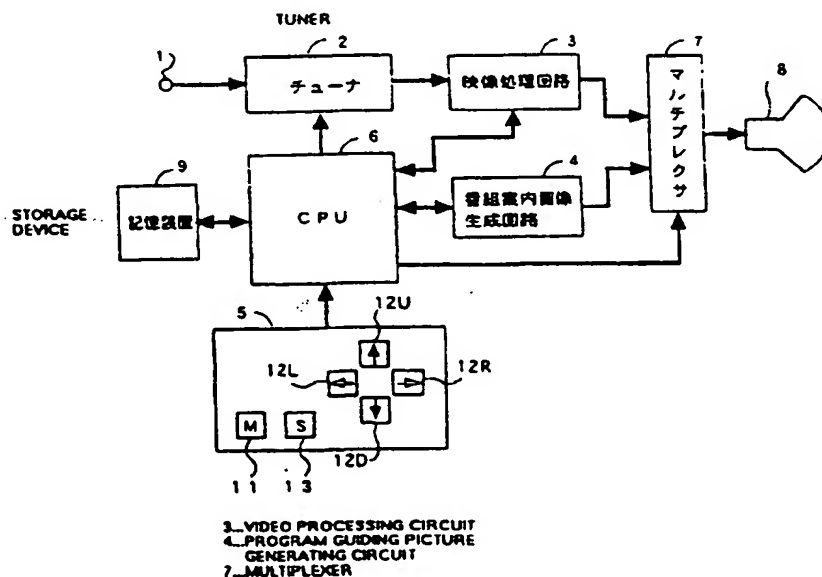 TUNER
1
2
チューナ
3
映像処理回路
7
マルチプレクサ
8
6
CPU
4
番組案内画像
生成回路
9
記憶装置
STORAGE
DEVICE
5
12U
12L
12R
12D
M
S
11
13
3...VIDEO PROCESSING CIRCUIT
4...PROGRAM GUIDING PICTURE
GENERATING CIRCUIT
7...MULTIPLEXER